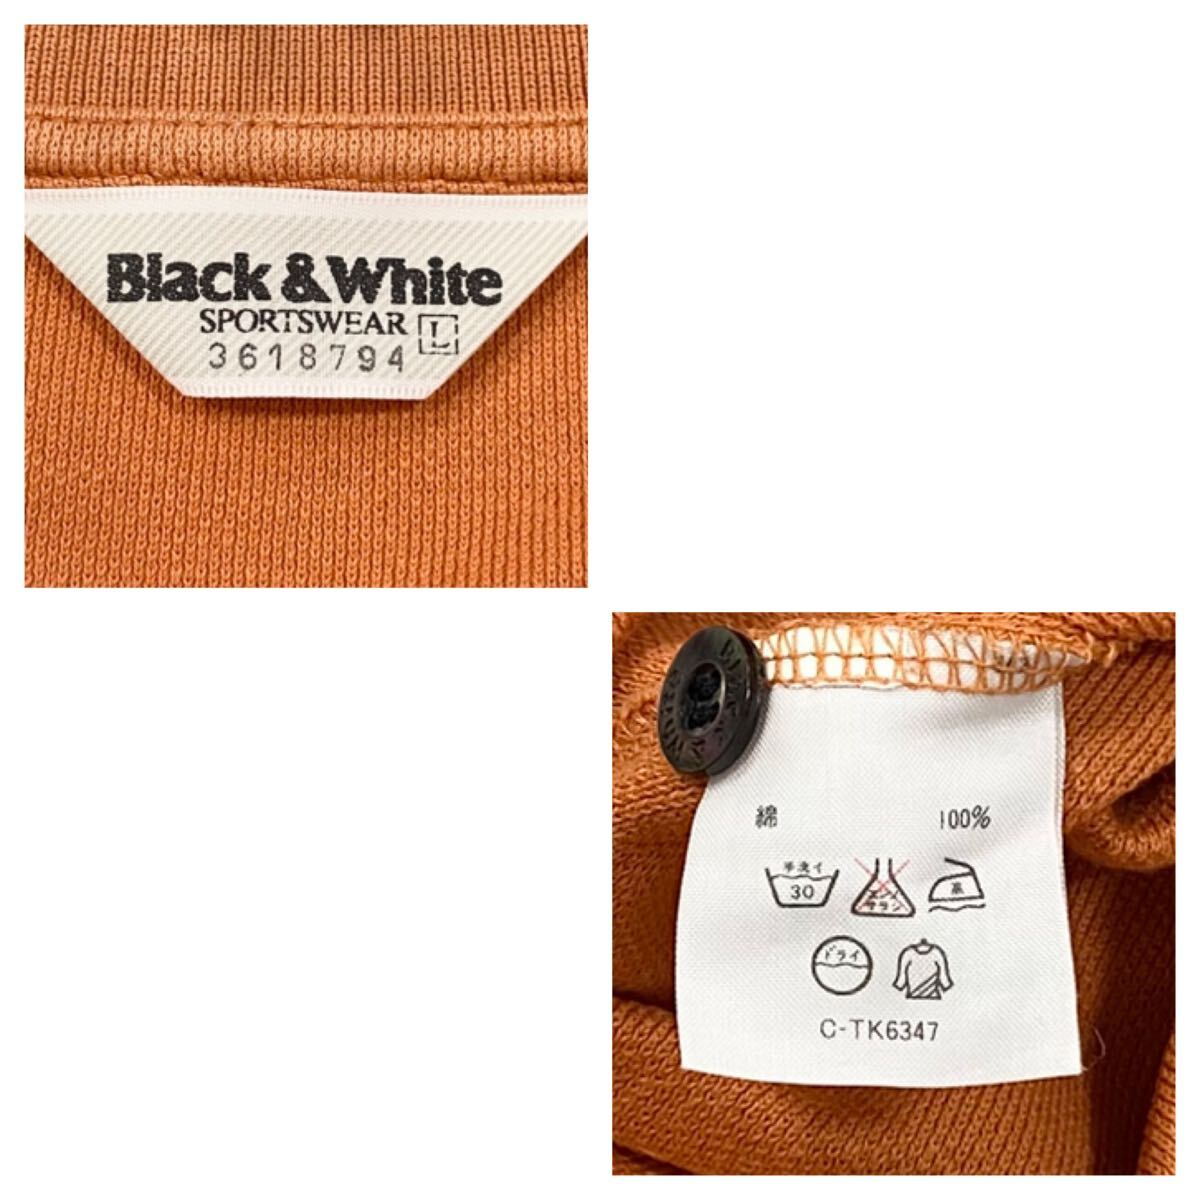 Black & White
SPORTSWEAR L
3618794
綿 100%
手洗イ
30
エンソ
サラシ
高
ドライ
C-TK6347